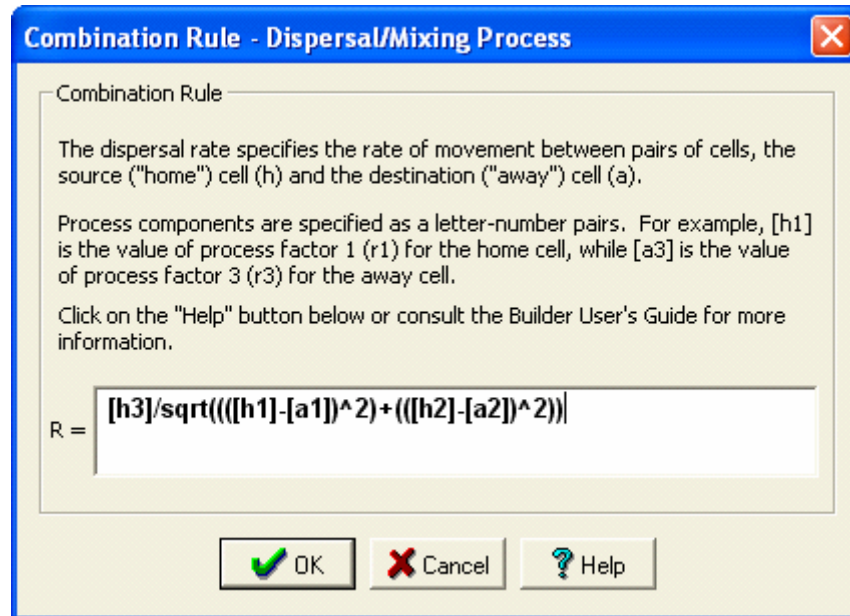 Combination Rule - Dispersal/Mixing Process
Combination Rule
The dispersal rate specifies the rate of movement between pairs of cells, the
source ("home") cell (h) and the destination ("away") cell (a).
Process components are specified as a letter-number pairs. For example, [h1]
is the value of process factor 1 (r1) for the home cell, while [a3] is the value
of process factor 3 (r3) for the away cell.
Click on the "Help" button below or consult the Builder User's Guide for more
information.
R = [h3]/sqrt((([h1]-[a1])^2)+(([h2]-[a2])^2))
OK Cancel Help